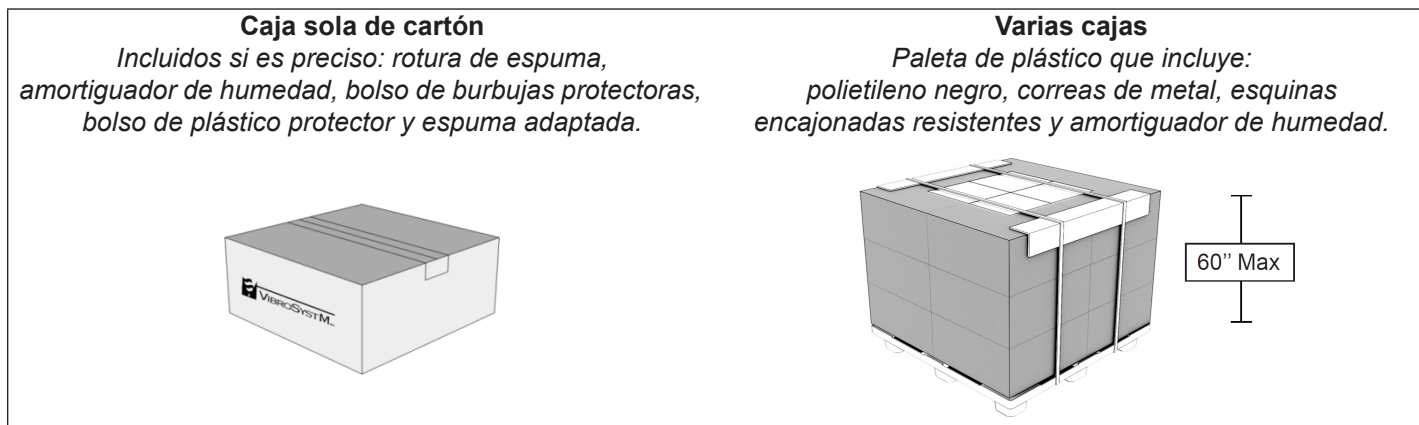 Caja sola de cartón
Incluidos si es preciso: rotura de espuma,
amortiguador de humedad, bolso de burbujas protectoras,
bolso de plástico protector y espuma adaptada.
VIBROSYSTM
Varias cajas
Paleta de plástico que incluye:
polietileno negro, correas de metal, esquinas
encajonadas resistentes y amortiguador de humedad.
60’’ Max